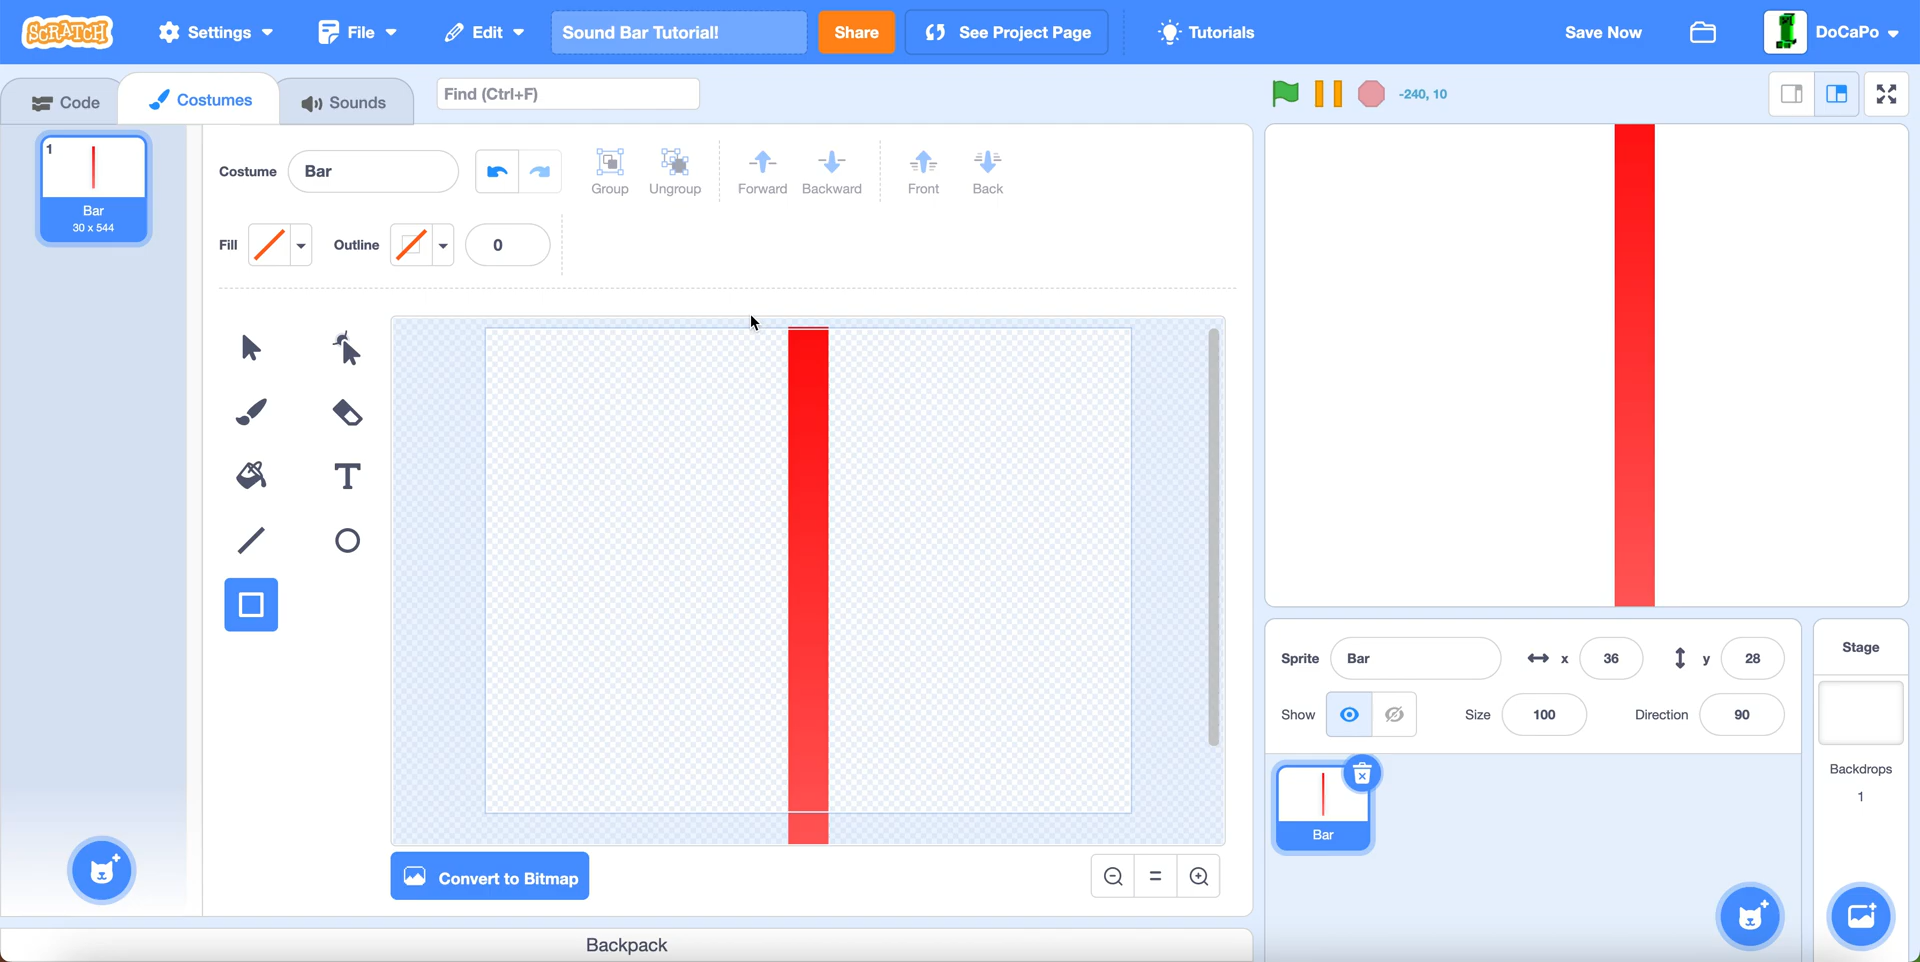 SCRATCH Settings File Edit Sound Bar Tutorial! Share See Project Page Tutorials Save Now DoCaPo
Code Costumes Sounds Find (Ctrl+F) -240, 10
1
Bar
30 x 544
Costume Bar Group Ungroup Forward Backward Front Back
Fill Outline 0
Convert to Bitmap
Backpack
Sprite Bar x 36 y 28
Show Size 100 Direction 90
Bar
Stage
Backdrops
1